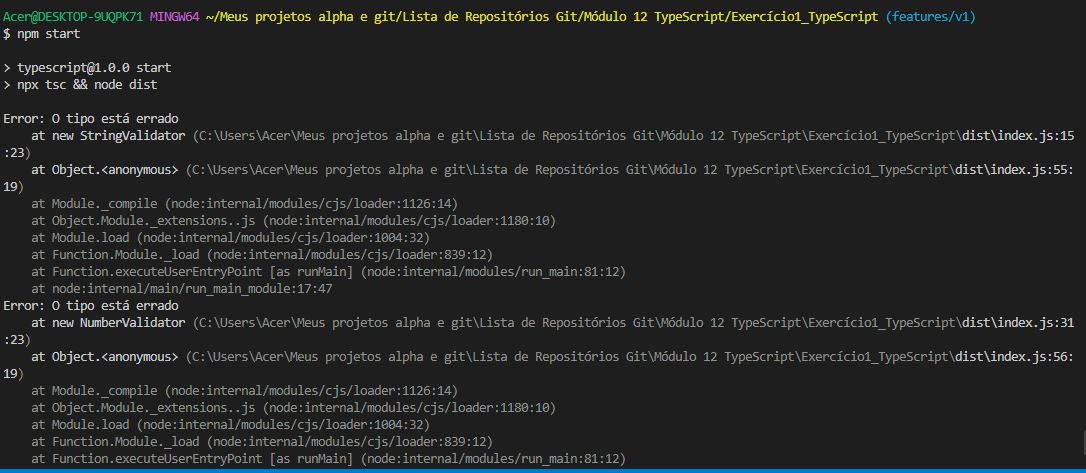 Acer@DESKTOP-9UQPK71 MINGW64 ~/Meus projetos alpha e git/Lista de Repositórios Git/Módulo 12 TypeScript/Exercício1_TypeScript (features/v1)
$ npm start
> typescript@1.0.0 start
> npx tsc && node dist
Error: O tipo está errado
    at new StringValidator (C:\Users\Acer\Meus projetos alpha e git\Lista de Repositórios Git\Módulo 12 TypeScript\Exercício1_TypeScript\dist\index.js:15
:23)
    at Object.<anonymous> (C:\Users\Acer\Meus projetos alpha e git\Lista de Repositórios Git\Módulo 12 TypeScript\Exercício1_TypeScript\dist\index.js:55:
19)
    at Module._compile (node:internal/modules/cjs/loader:1126:14)
    at Object.Module._extensions..js (node:internal/modules/cjs/loader:1180:10)
    at Module.load (node:internal/modules/cjs/loader:1004:32)
    at Function.Module._load (node:internal/modules/cjs/loader:839:12)
    at Function.executeUserEntryPoint [as runMain] (node:internal/modules/run_main:81:12)
    at node:internal/main/run_main_module:17:47
Error: O tipo está errado
    at new NumberValidator (C:\Users\Acer\Meus projetos alpha e git\Lista de Repositórios Git\Módulo 12 TypeScript\Exercício1_TypeScript\dist\index.js:31
:23)
    at Object.<anonymous> (C:\Users\Acer\Meus projetos alpha e git\Lista de Repositórios Git\Módulo 12 TypeScript\Exercício1_TypeScript\dist\index.js:56:
19)
    at Module._compile (node:internal/modules/cjs/loader:1126:14)
    at Object.Module._extensions..js (node:internal/modules/cjs/loader:1180:10)
    at Module.load (node:internal/modules/cjs/loader:1004:32)
    at Function.Module._load (node:internal/modules/cjs/loader:839:12)
    at Function.executeUserEntryPoint [as runMain] (node:internal/modules/run_main:81:12)